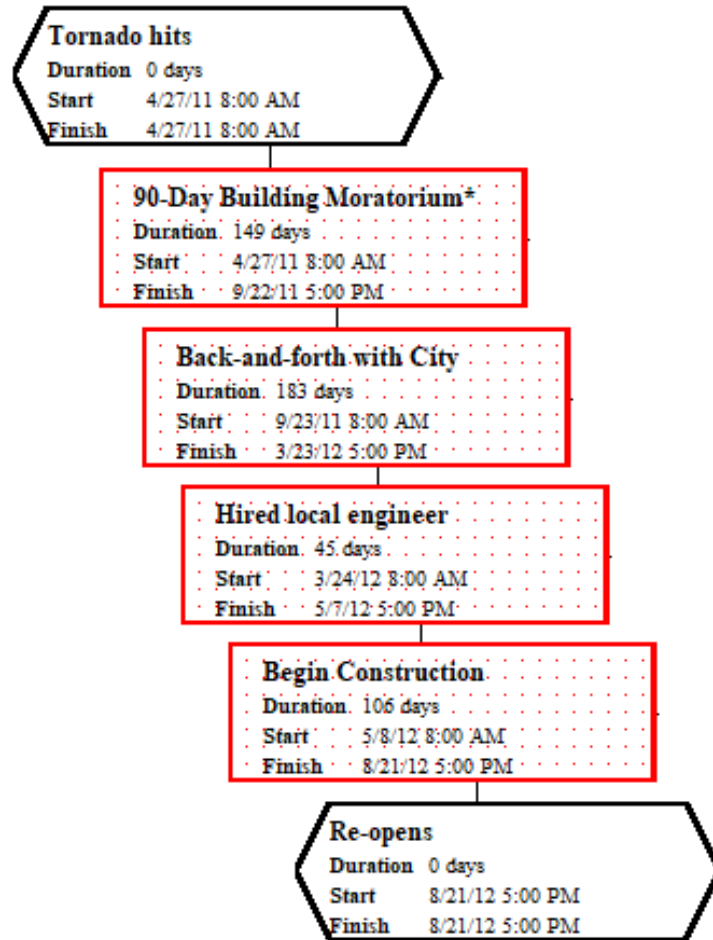 Tornado hits
Duration 0 days
Start 4/27/11 8:00 AM
Finish 4/27/11 8:00 AM
90-Day Building Moratorium*
Duration 149 days
Start 4/27/11 8:00 AM
Finish 9/22/11 5:00 PM
Back-and-forth with City
Duration 183 days
Start 9/23/11 8:00 AM
Finish 3/23/12 5:00 PM
Hired local engineer
Duration 45 days
Start 3/24/12 8:00 AM
Finish 5/7/12 5:00 PM
Begin Construction
Duration 106 days
Start 5/8/12 8:00 AM
Finish 8/21/12 5:00 PM
Re-opens
Duration 0 days
Start 8/21/12 5:00 PM
Finish 8/21/12 5:00 PM